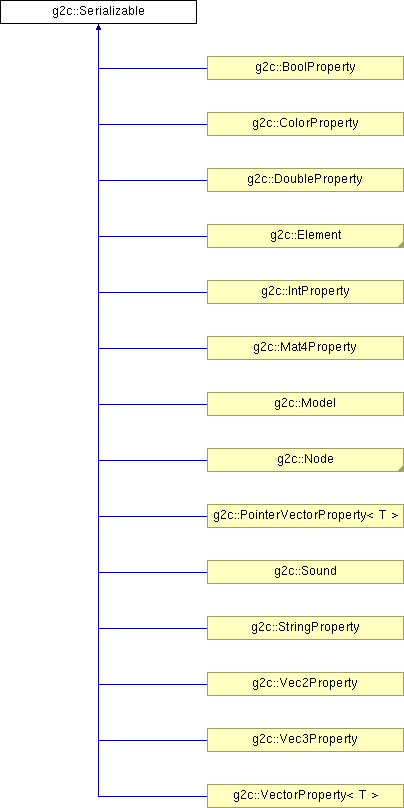 g2c::Serializable
g2c::BoolProperty
g2c::ColorProperty
g2c::DoubleProperty
g2c::Element
g2c::IntProperty
g2c::Mat4Property
g2c::Model
g2c::Node
g2c::PointerVectorProperty< T >
g2c::Sound
g2c::StringProperty
g2c::Vec2Property
g2c::Vec3Property
g2c::VectorProperty< T >